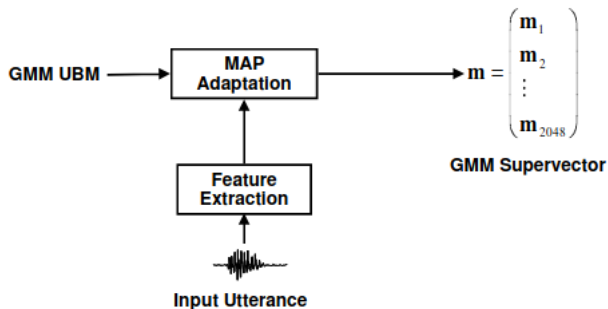 GMM UBM
MAP
Adaptation
m =
m1
m2
⋮
m2048
GMM Supervector
Feature
Extraction
Input Utterance